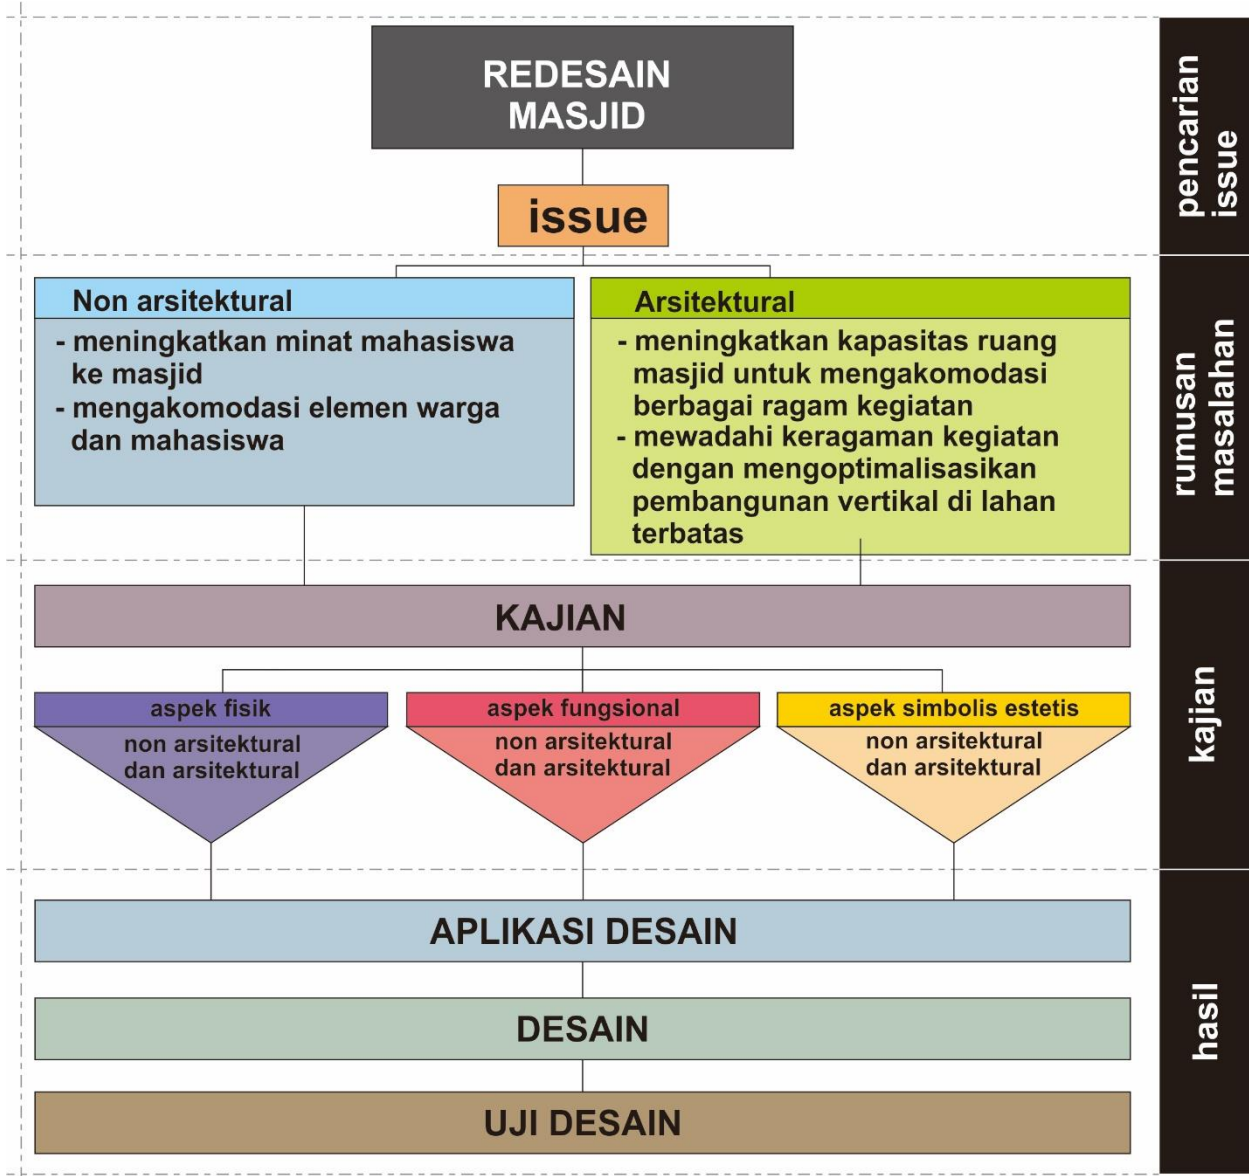 REDESAIN
MASJID
issue
pencarian
issue
Non arsitektural
- meningkatkan minat mahasiswa
ke masjid
- mengakomodasi elemen warga
dan mahasiswa
Arsitektural
- meningkatkan kapasitas ruang
masjid untuk mengakomodasi
berbagai ragam kegiatan
- mewadahi keragaman kegiatan
dengan mengoptimalisasikan
pembangunan vertikal di lahan
terbatas
rumusan
masalahan
KAJIAN
aspek fisik
non arsitektural
dan arsitektural
aspek fungsional
non arsitektural
dan arsitektural
aspek simbolis estetis
non arsitektural
dan arsitektural
kajian
APLIKASI DESAIN
DESAIN
UJI DESAIN
hasil